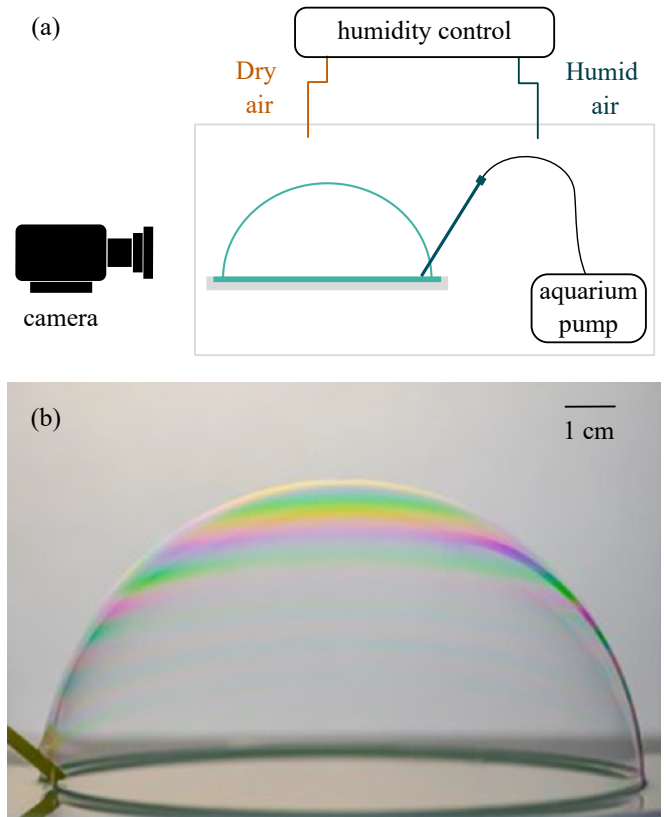 (a)
humidity control
Dry
air
Humid
air
camera
aquarium
pump
(b)
1 cm